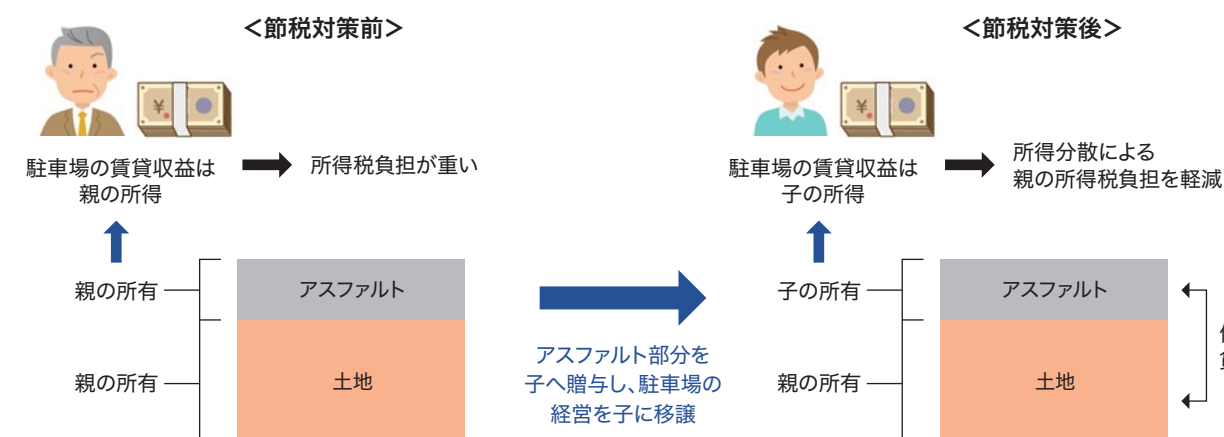 ＜節税対策前＞
駐車場の賃貸収益は
親の所得
所得税負担が重い
親の所有
アスファルト
親の所有
土地
アスファルト部分を
子へ贈与し、駐車場の
経営を子に移譲
＜節税対策後＞
駐車場の賃貸収益は
子の所得
所得分散による
親の所得税負担を軽減
子の所有
アスファルト
親の所有
土地